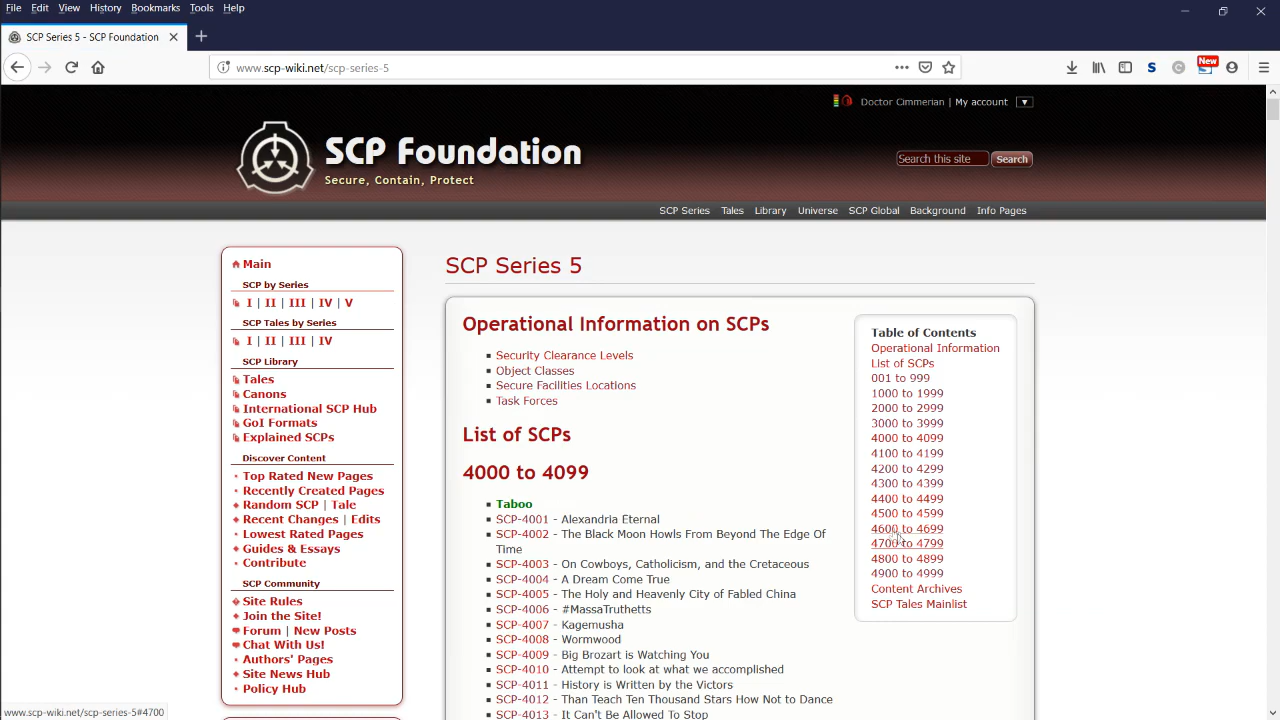 File Edit View History Bookmarks Tools Help
SCP Series 5 - SCP Foundation
www.scp-wiki.net/scp-series-5
New
Doctor Cimmerian | My account
SCP Foundation
Secure, Contain, Protect
Search this site Search
SCP Series Tales Library Universe SCP Global Background Info Pages
Main
SCP by Series
I | II | III | IV | V
SCP Tales by Series
I | II | III | IV
SCP Library
Tales
Canons
International SCP Hub
GoI Formats
Explained SCPs
Discover Content
Top Rated New Pages
Recently Created Pages
Random SCP | Tale
Recent Changes | Edits
Lowest Rated Pages
Guides & Essays
Contribute
SCP Community
Site Rules
Join the Site!
Forum | New Posts
Chat With Us!
Authors' Pages
Site News Hub
Policy Hub
SCP Series 5
Operational Information on SCPs
Security Clearance Levels
Object Classes
Secure Facilities Locations
Task Forces
List of SCPs
4000 to 4099
Taboo
SCP-4001 - Alexandria Eternal
SCP-4002 - The Black Moon Howls From Beyond The Edge Of
Time
SCP-4003 - On Cowboys, Catholicism, and the Cretaceous
SCP-4004 - A Dream Come True
SCP-4005 - The Holy and Heavenly City of Fabled China
SCP-4006 - #MassaTruthetts
SCP-4007 - Kagemusha
SCP-4008 - Wormwood
SCP-4009 - Big Brozart is Watching You
SCP-4010 - Attempt to look at what we accomplished
SCP-4011 - History is Written by the Victors
SCP-4012 - Than Teach Ten Thousand Stars How Not to Dance
SCP-4013 - It Can't Be Allowed To Stop
Table of Contents
Operational Information
List of SCPs
001 to 999
1000 to 1999
2000 to 2999
3000 to 3999
4000 to 4099
4100 to 4199
4200 to 4299
4300 to 4399
4400 to 4499
4500 to 4599
4600 to 4699
4700 to 4799
4800 to 4899
4900 to 4999
Content Archives
SCP Tales Mainlist
www.scp-wiki.net/scp-series-5#4700